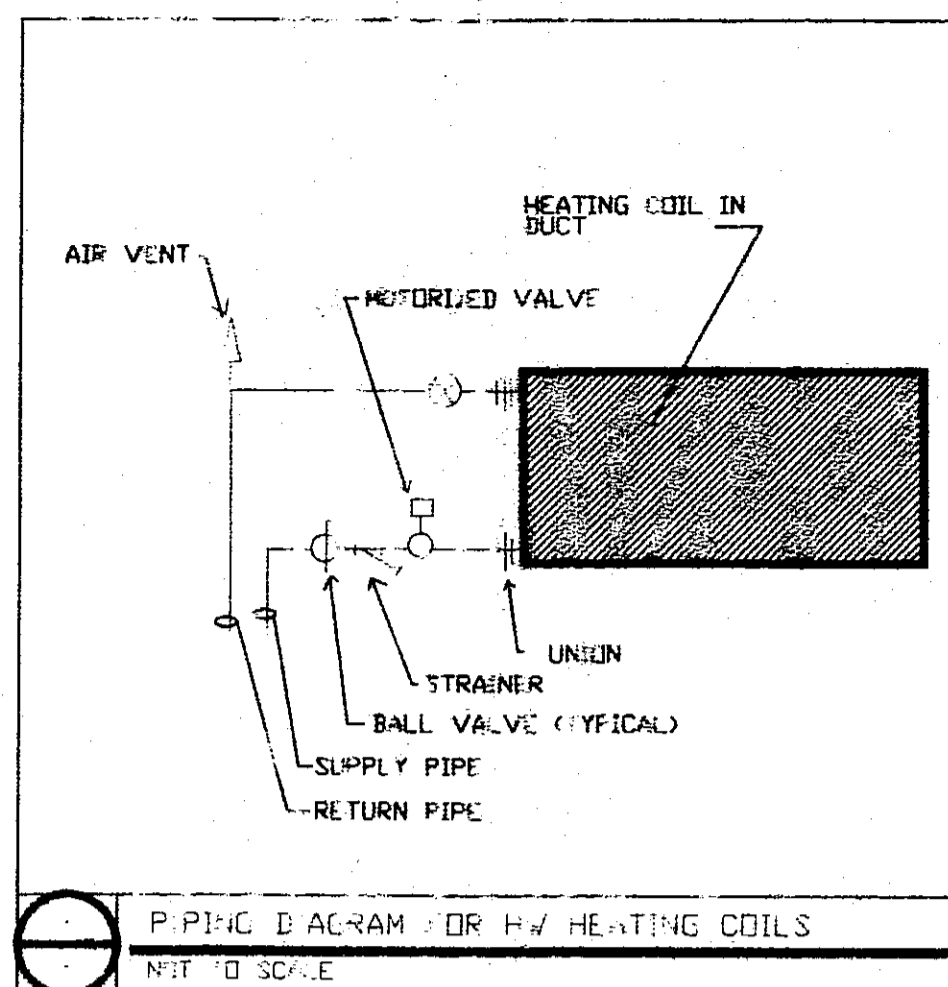 HEATING COIL IN
DUCT
AIR VENT
MOTORIZED VALVE
UNION
STRAINER
BALL VALVE (TYPICAL)
SUPPLY PIPE
RETURN PIPE
PIPING DIAGRAM FOR HW HEATING COILS
NOT TO SCALE